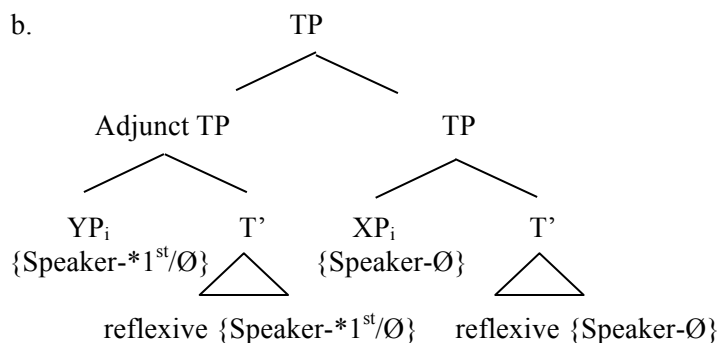 b. TP
Adjunct TP TP
YPi T’ XPi T’
{Speaker-*1st/Ø} {Speaker-Ø}
reflexive {Speaker-*1st/Ø} reflexive {Speaker-Ø}